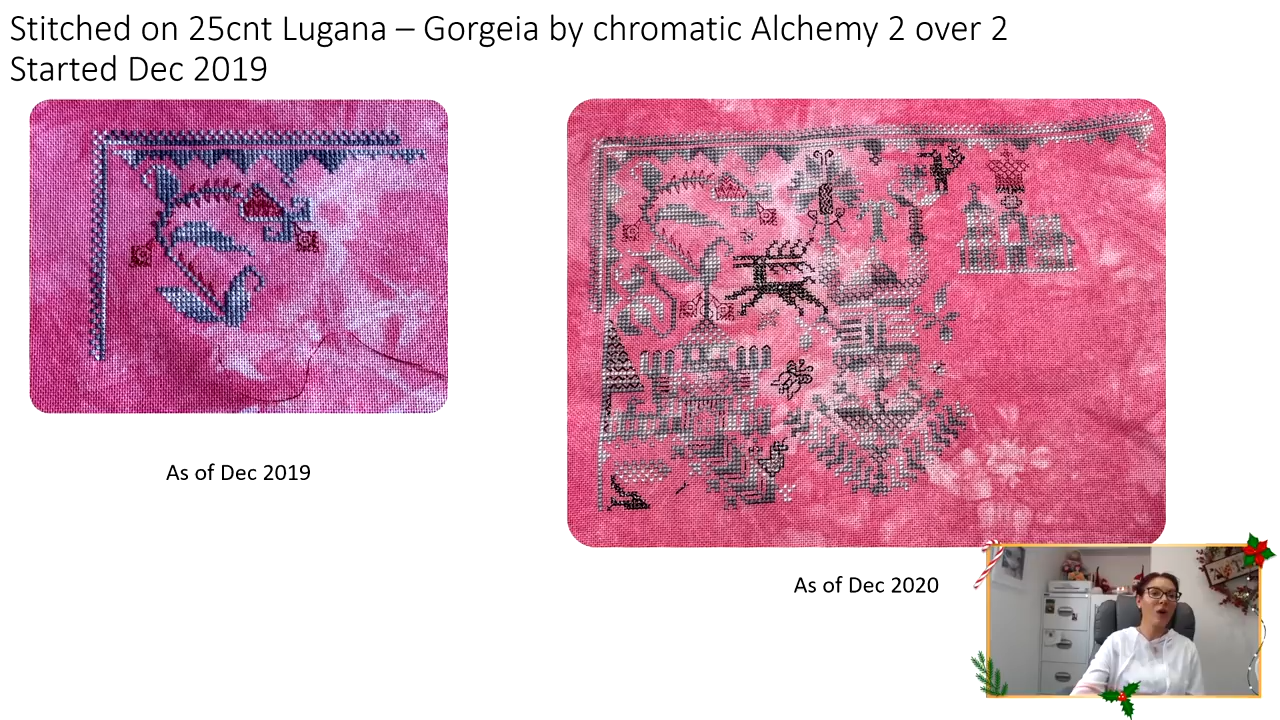 Stitched on 25cnt Lugana – Gorgeia by chromatic Alchemy 2 over 2
Started Dec 2019
As of Dec 2019
As of Dec 2020